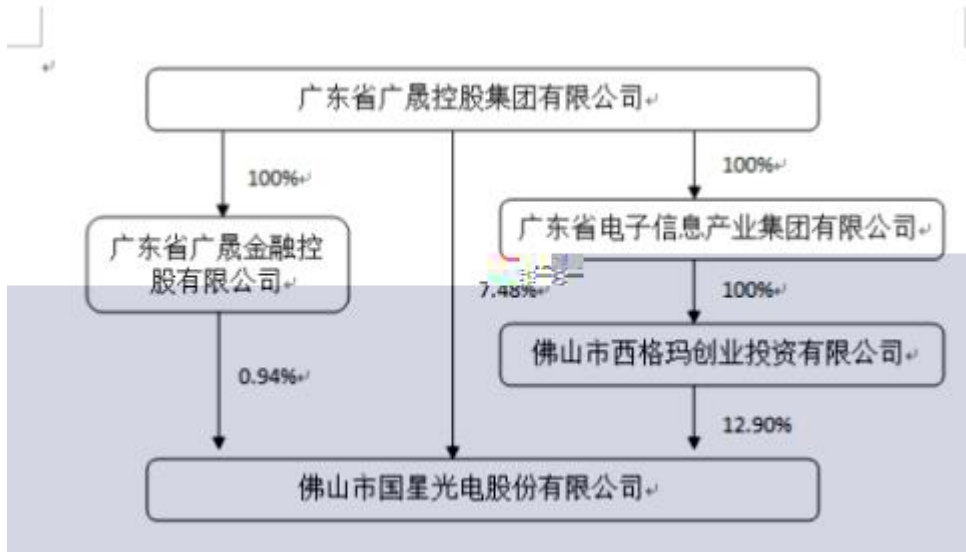 广东省广晟控股集团有限公司
100%
100%
广东省广晟金融控
股有限公司
广东省电子信息产业集团有限公司
7.48%
100%
佛山市西格玛创业投资有限公司
0.94%
12.90%
佛山市国星光电股份有限公司